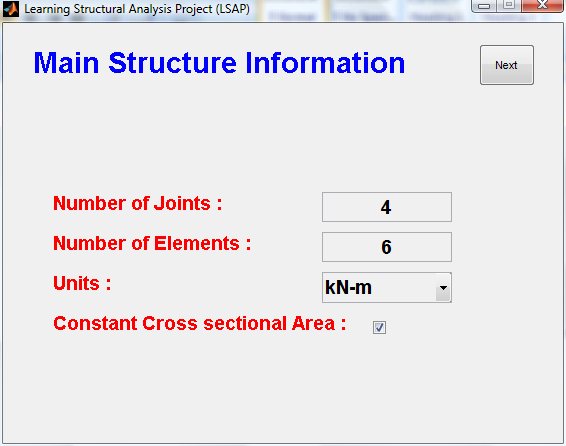 Learning Structural Analysis Project (LSAP)
Main Structure Information
Next
Number of Joints :
4
Number of Elements :
6
Units :
kN-m
Constant Cross sectional Area :